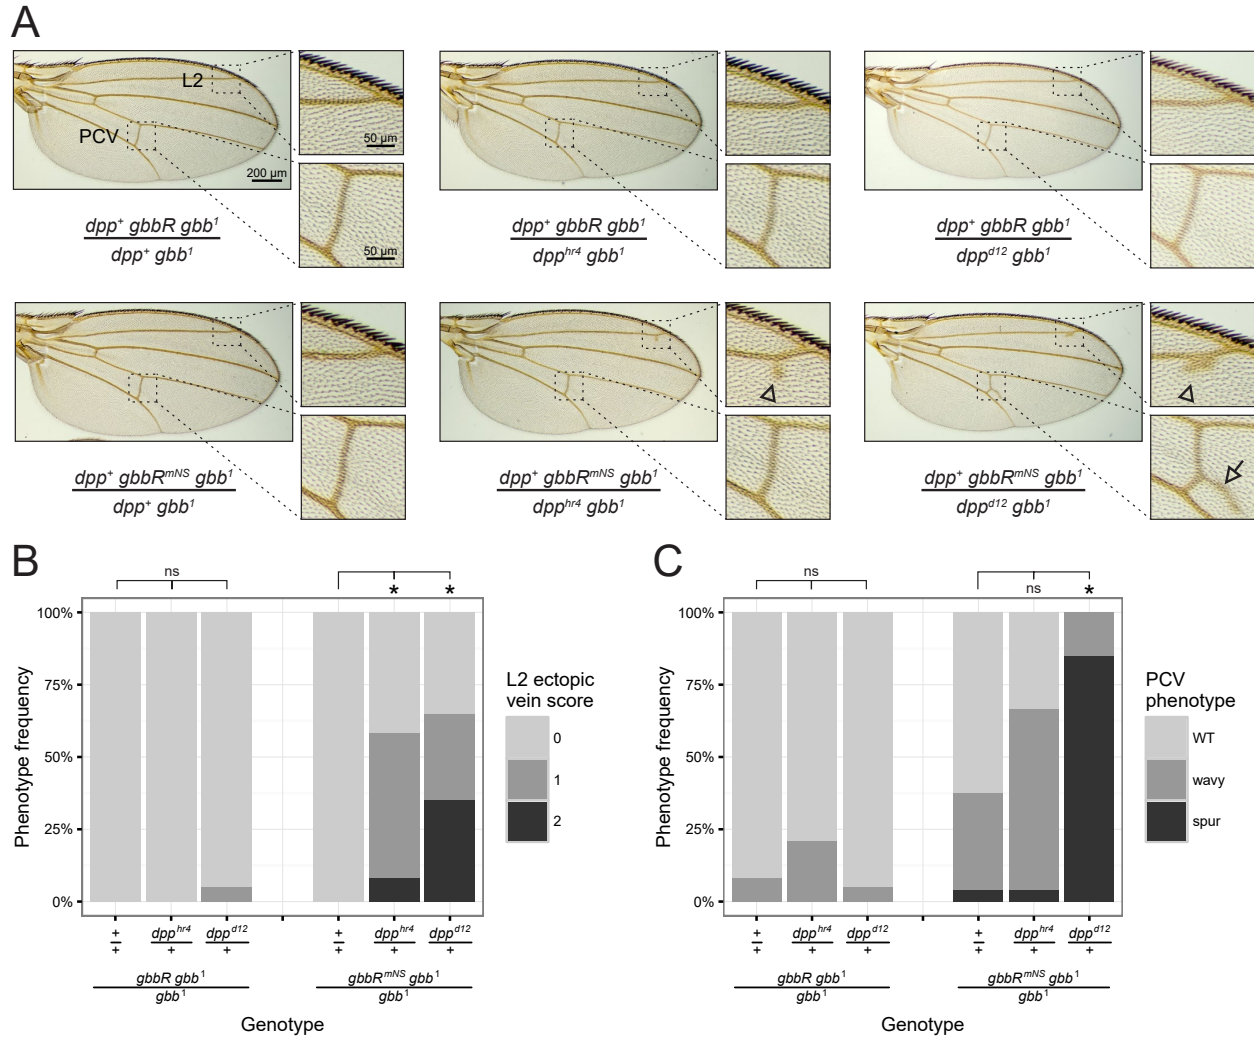 A
L2
PCV
200 µm
50 µm
50 µm
dpp⁺ gbbR gbb¹
dpp⁺ gbb¹
dpp⁺ gbbR gbb¹
dppʰʳ⁴ gbb¹
dpp⁺ gbbR gbb¹
dppᵈ¹² gbb¹
dpp⁺ gbbRᵐᴺˢ gbb¹
dpp⁺ gbb¹
dpp⁺ gbbRᵐᴺˢ gbb¹
dppʰʳ⁴ gbb¹
dpp⁺ gbbRᵐᴺˢ gbb¹
dppᵈ¹² gbb¹
B
ns
* *
100%
75%
50%
25%
0%
Phenotype frequency
L2 ectopic
vein score
0
1
2
+ dppʰʳ⁴ dppᵈ¹² + dppʰʳ⁴ dppᵈ¹²
+ + + + + +
gbbR gbb¹ gbbRᵐᴺˢ gbb¹
gbb¹ gbb¹
Genotype
C
ns
ns *
100%
75%
50%
25%
0%
Phenotype frequency
PCV
phenotype
WT
wavy
spur
+ dppʰʳ⁴ dppᵈ¹² + dppʰʳ⁴ dppᵈ¹²
+ + + + + +
gbbR gbb¹ gbbRᵐᴺˢ gbb¹
gbb¹ gbb¹
Genotype